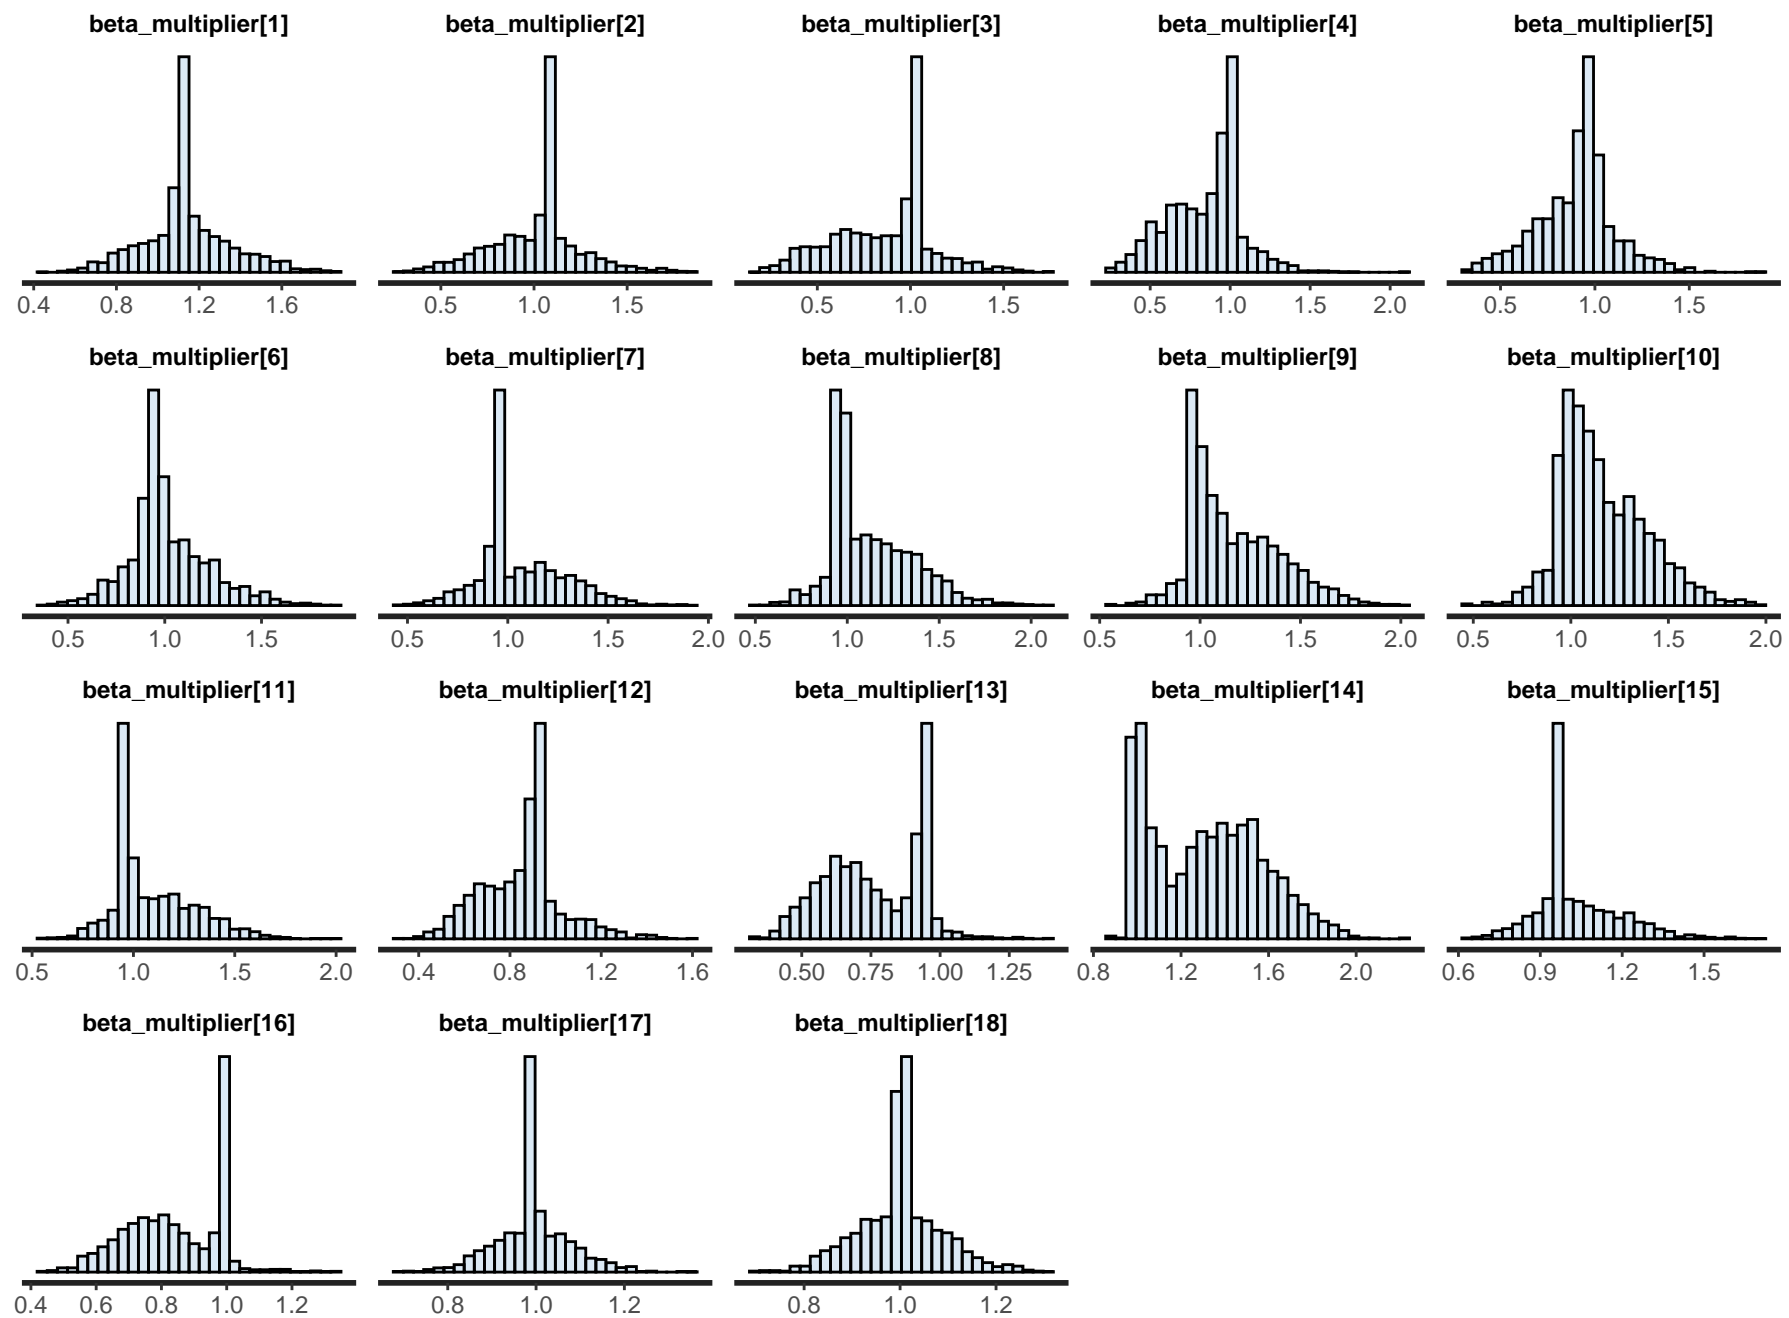 beta_multiplier[1] beta_multiplier[2] beta_multiplier[3] beta_multiplier[4] beta_multiplier[5]
0.4 0.8 1.2 1.6 0.5 1.0 1.5 0.5 1.0 1.5 0.5 1.0 1.5 2.0 0.5 1.0 1.5
beta_multiplier[6] beta_multiplier[7] beta_multiplier[8] beta_multiplier[9] beta_multiplier[10]
0.5 1.0 1.5 0.5 1.0 1.5 2.0 0.5 1.0 1.5 2.0 0.5 1.0 1.5 2.0 0.5 1.0 1.5 2.0
beta_multiplier[11] beta_multiplier[12] beta_multiplier[13] beta_multiplier[14] beta_multiplier[15]
0.5 1.0 1.5 2.0 0.4 0.8 1.2 1.6 0.50 0.75 1.00 1.25 0.8 1.2 1.6 2.0 0.6 0.9 1.2 1.5
beta_multiplier[16] beta_multiplier[17] beta_multiplier[18]
0.4 0.6 0.8 1.0 1.2 0.8 1.0 1.2 0.8 1.0 1.2